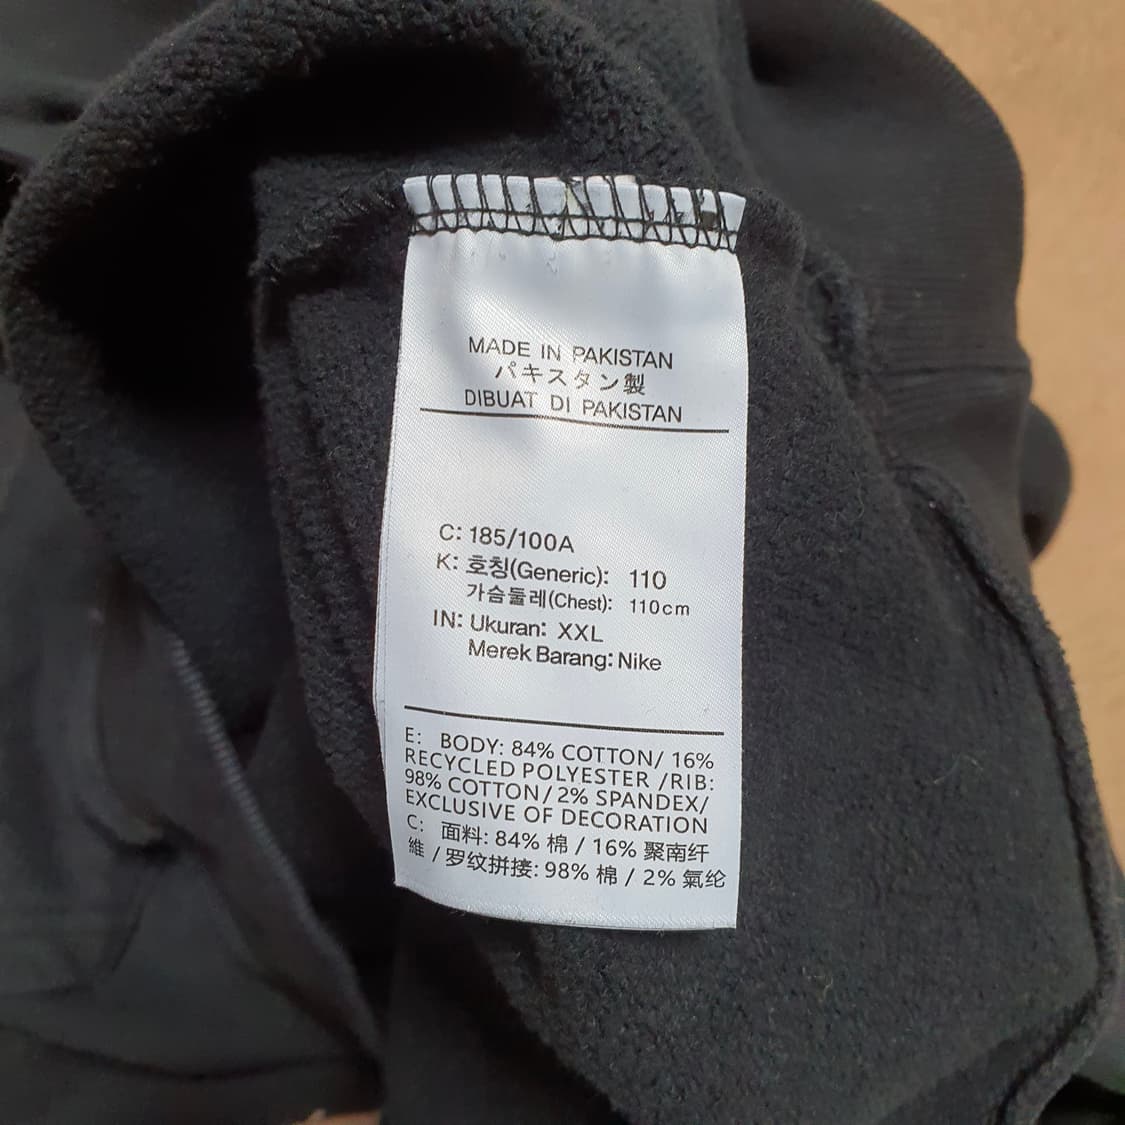 MADE IN PAKISTAN
パキスタン製
DIBUAT DI PAKISTAN
C: 185/100A
K: 호칭(Generic): 110
가슴둘레(Chest): 110cm
IN: Ukuran: XXL
Merek Barang: Nike
E: BODY: 84% COTTON/ 16%
RECYCLED POLYESTER /RIB:
98% COTTON/ 2% SPANDEX/
EXCLUSIVE OF DECORATION
C: 面料: 84% 棉 / 16% 聚南纤
維 / 罗纹拼接: 98% 棉 / 2% 氨纶